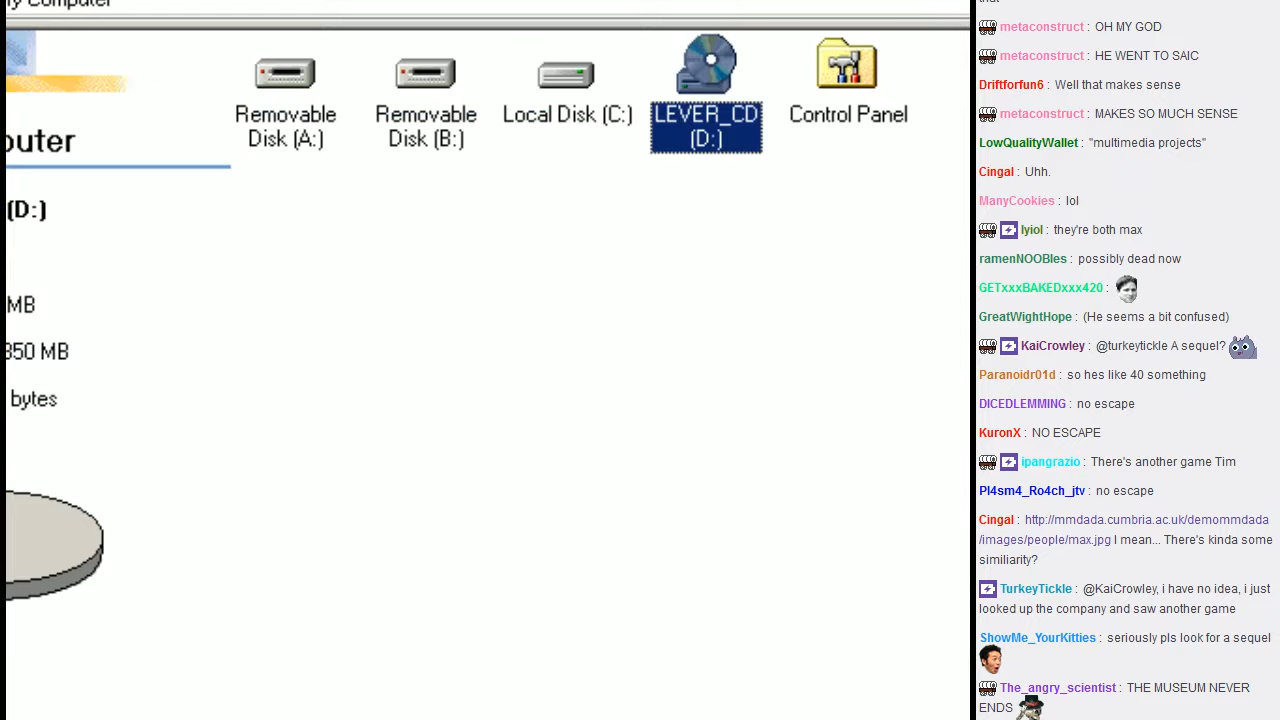 My Computer
Removable
Disk (A:)
Removable
Disk (B:)
Local Disk (C:)
LEVER_CD
(D:)
Control Panel
outer
(D:)
MB
350 MB
bytes
that
metaconstruct : OH MY GOD
metaconstruct : HE WENT MOSAIC
Driftforfun6 : Well that makes sense
metaconstruct : MAKES SO MUCH SENSE
LowQualityWallet : "multimedia projects"
Cingal : Uhh.
ManyCookies : lol
lyiol : they're both max
ramenNOOBles : possibly dead now
GETxxxBAKEDxxx420 :
GreatWightHope : (He seems a bit confused)
KaiCrowley : @turkeytickle A sequel?
Paranoidr01d : so hes like 40 something
DICEDLEMMING : no escape
KuronX : NO ESCAPE
ipangrazio : There's another game Tim
Pl4sm4_Ro4ch_jtv : no escape
Cingal : http://mmdada.cumbria.ac.uk/demommdada
/images/people/max.jpg I mean... There's kinda some
similiarity?
TurkeyTickle : @KaiCrowley, i have no idea, i just
looked up the company and saw another game
ShowMe_YourKitties : seriously pls look for a sequel
The_angry_scientist : THE MUSEUM NEVER
ENDS